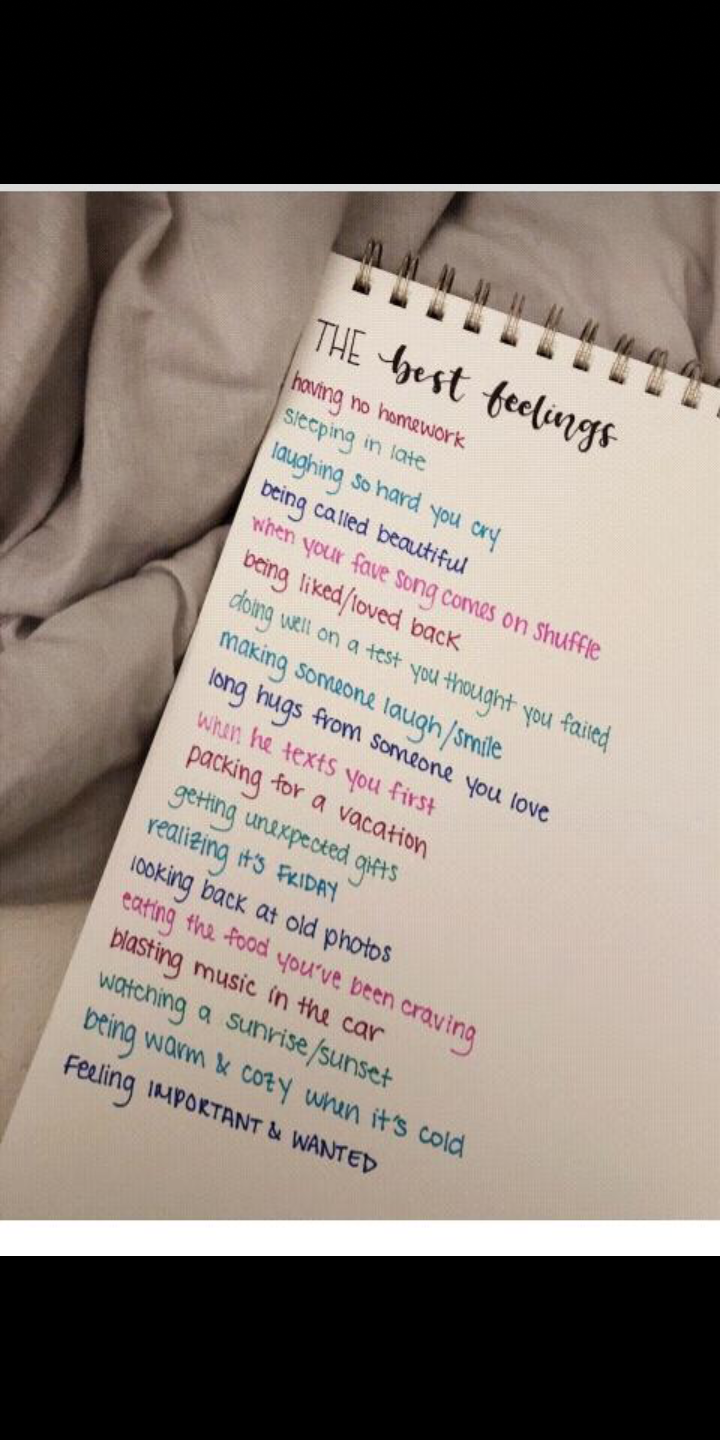 THE best feelings
having no homework
sleeping in late
laughing so hard you cry
being called beautiful
when your fave song comes on shuffle
being liked/loved back
doing well on a test you thought you failed
making someone laugh/smile
long hugs from someone you love
when he texts you first
packing for a vacation
getting unexpected gifts
realizing it's FRIDAY
looking back at old photos
eating the food you've been craving
blasting music in the car
watching a sunrise/sunset
being warm & cozy when it's cold
Feeling IMPORTANT & WANTED